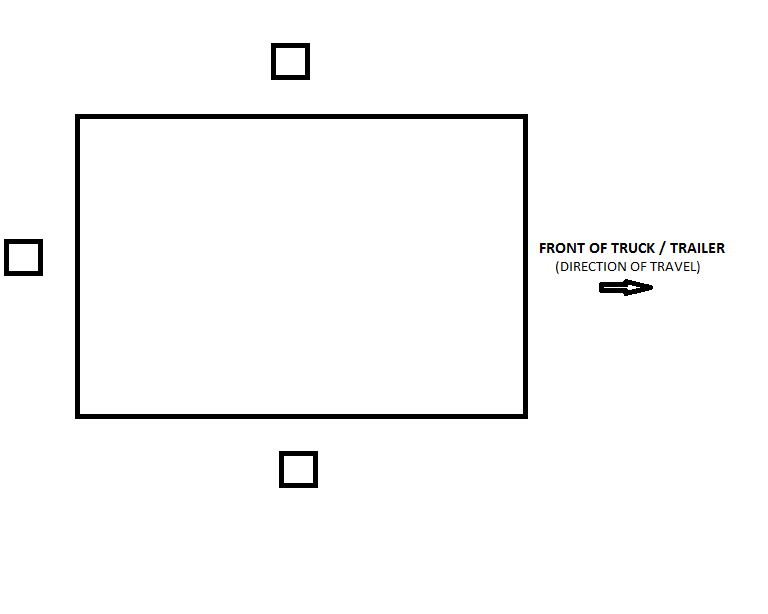 FRONT OF TRUCK / TRAILER
(DIRECTION OF TRAVEL)